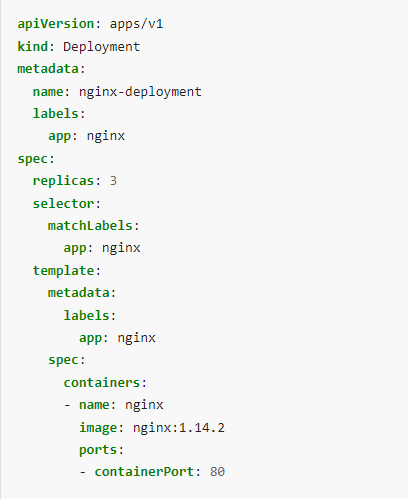 apiVersion: apps/v1
kind: Deployment
metadata:
  name: nginx-deployment
  labels:
    app: nginx
spec:
  replicas: 3
  selector:
    matchLabels:
      app: nginx
  template:
    metadata:
      labels:
        app: nginx
    spec:
      containers:
      - name: nginx
        image: nginx:1.14.2
        ports:
        - containerPort: 80